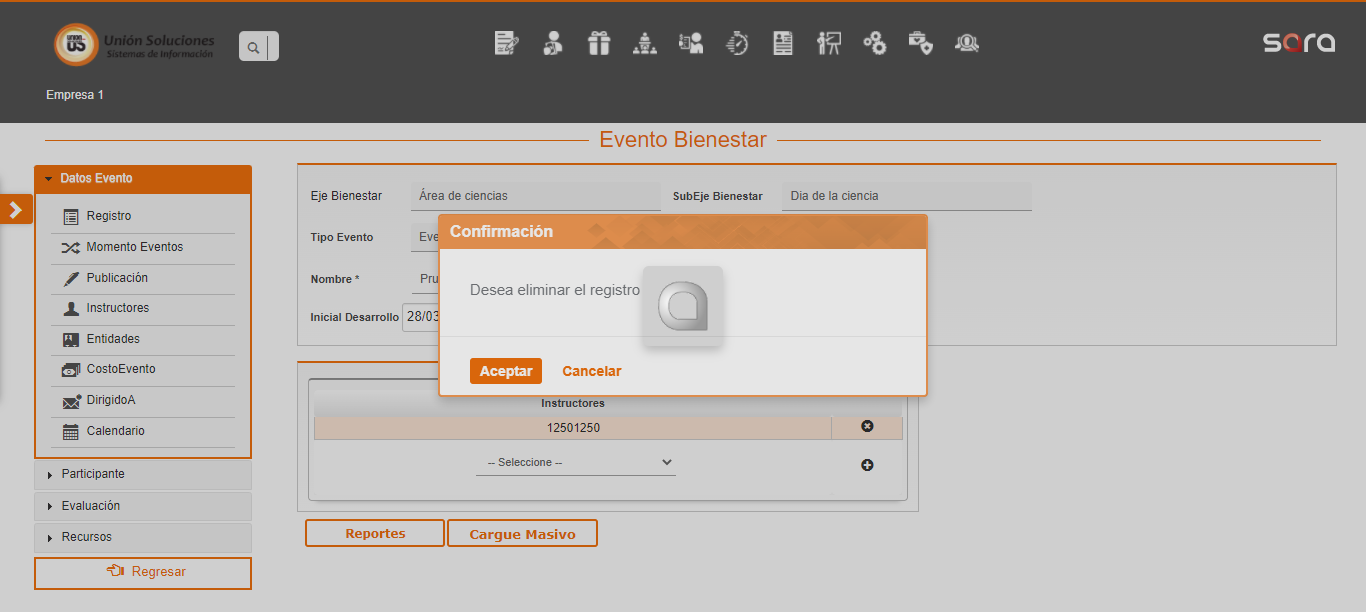 Unión Soluciones
Sistemas de Información
sara
Empresa 1
Evento Bienestar
Datos Evento
Registro
Momento Eventos
Publicación
Instructores
Entidades
CostoEvento
DirigidoA
Calendario
Participante
Evaluación
Recursos
Regresar
Eje Bienestar
Área de ciencias
SubEje Bienestar
Dia de la ciencia
Tipo Evento
Eve
Nombre *
Pru
Inicial Desarrollo
28/03
Confirmación
Desea eliminar el registro
Aceptar
Cancelar
Instructores
12501250
-- Seleccione --
Reportes
Cargue Masivo